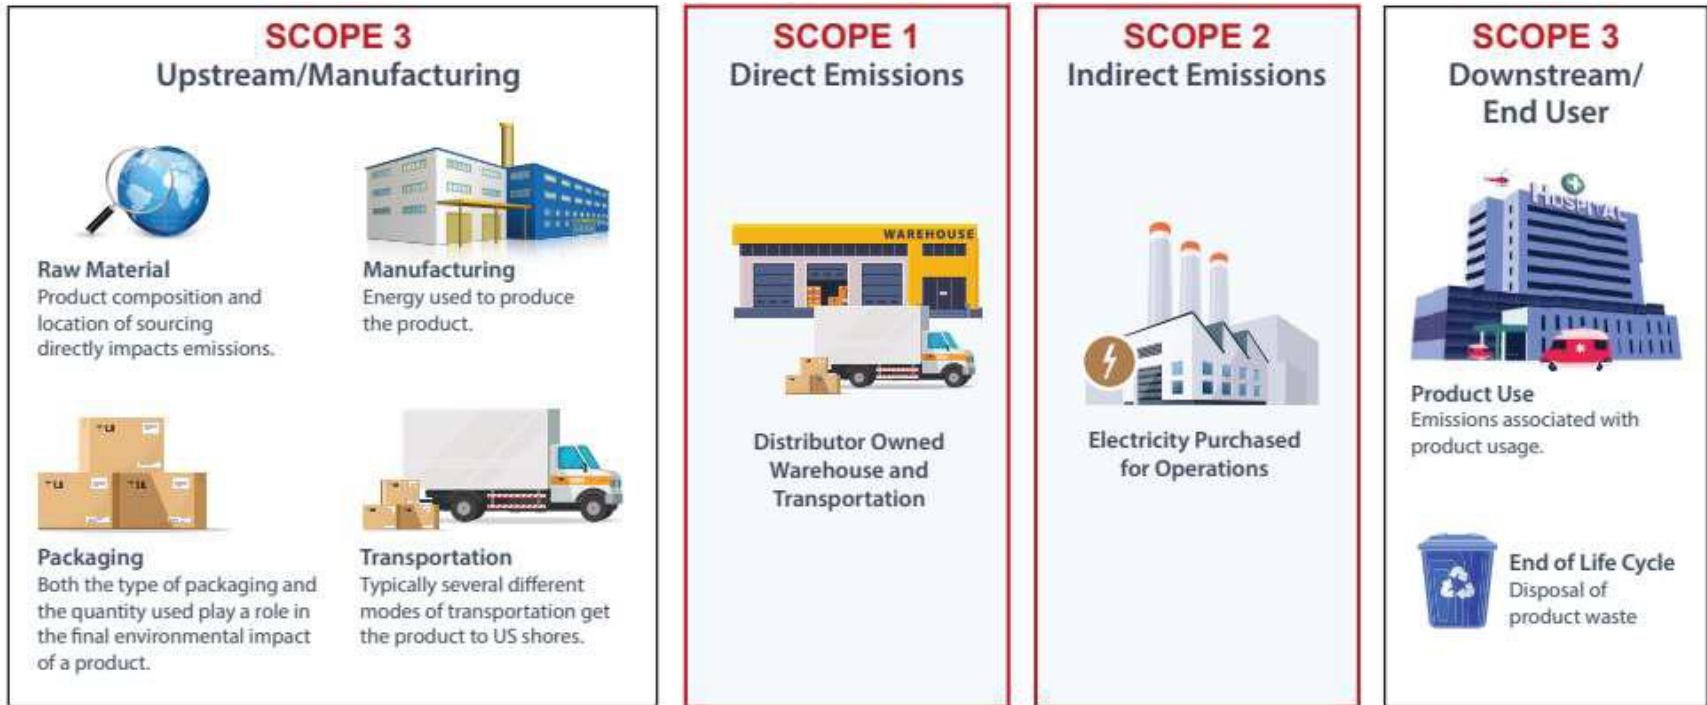 SCOPE 3
Upstream/Manufacturing
Raw Material
Product composition and
location of sourcing
directly impacts emissions.
Manufacturing
Energy used to produce
the product.
Packaging
Both the type of packaging and
the quantity used play a role in
the final environmental impact
of a product.
Transportation
Typically several different
modes of transportation get
the product to US shores.
SCOPE 1
Direct Emissions
WAREHOUSE
Distributor Owned
Warehouse and
Transportation
SCOPE 2
Indirect Emissions
Electricity Purchased
for Operations
SCOPE 3
Downstream/
End User
HOSPITAL
Product Use
Emissions associated with
product usage.
End of Life Cycle
Disposal of
product waste